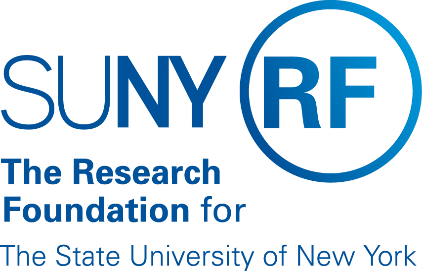 SUNY RF
The Research
Foundation for
The State University of New York